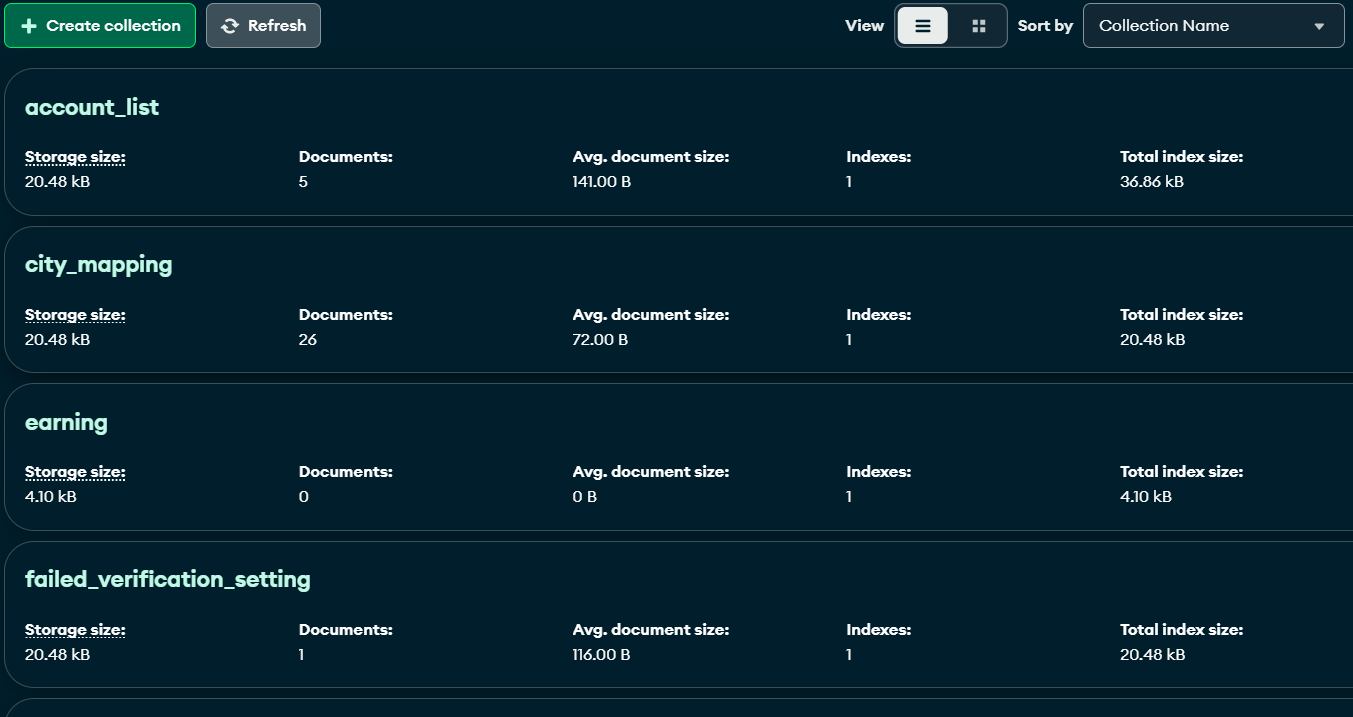 Create collection Refresh View Sort by Collection Name
account_list
Storage size: Documents: Avg. document size: Indexes: Total index size:
20.48 kB 5 141.00 B 1 36.86 kB
city_mapping
Storage size: Documents: Avg. document size: Indexes: Total index size:
20.48 kB 26 72.00 B 1 20.48 kB
earning
Storage size: Documents: Avg. document size: Indexes: Total index size:
4.10 kB 0 0 B 1 4.10 kB
failed_verification_setting
Storage size: Documents: Avg. document size: Indexes: Total index size:
20.48 kB 1 116.00 B 1 20.48 kB